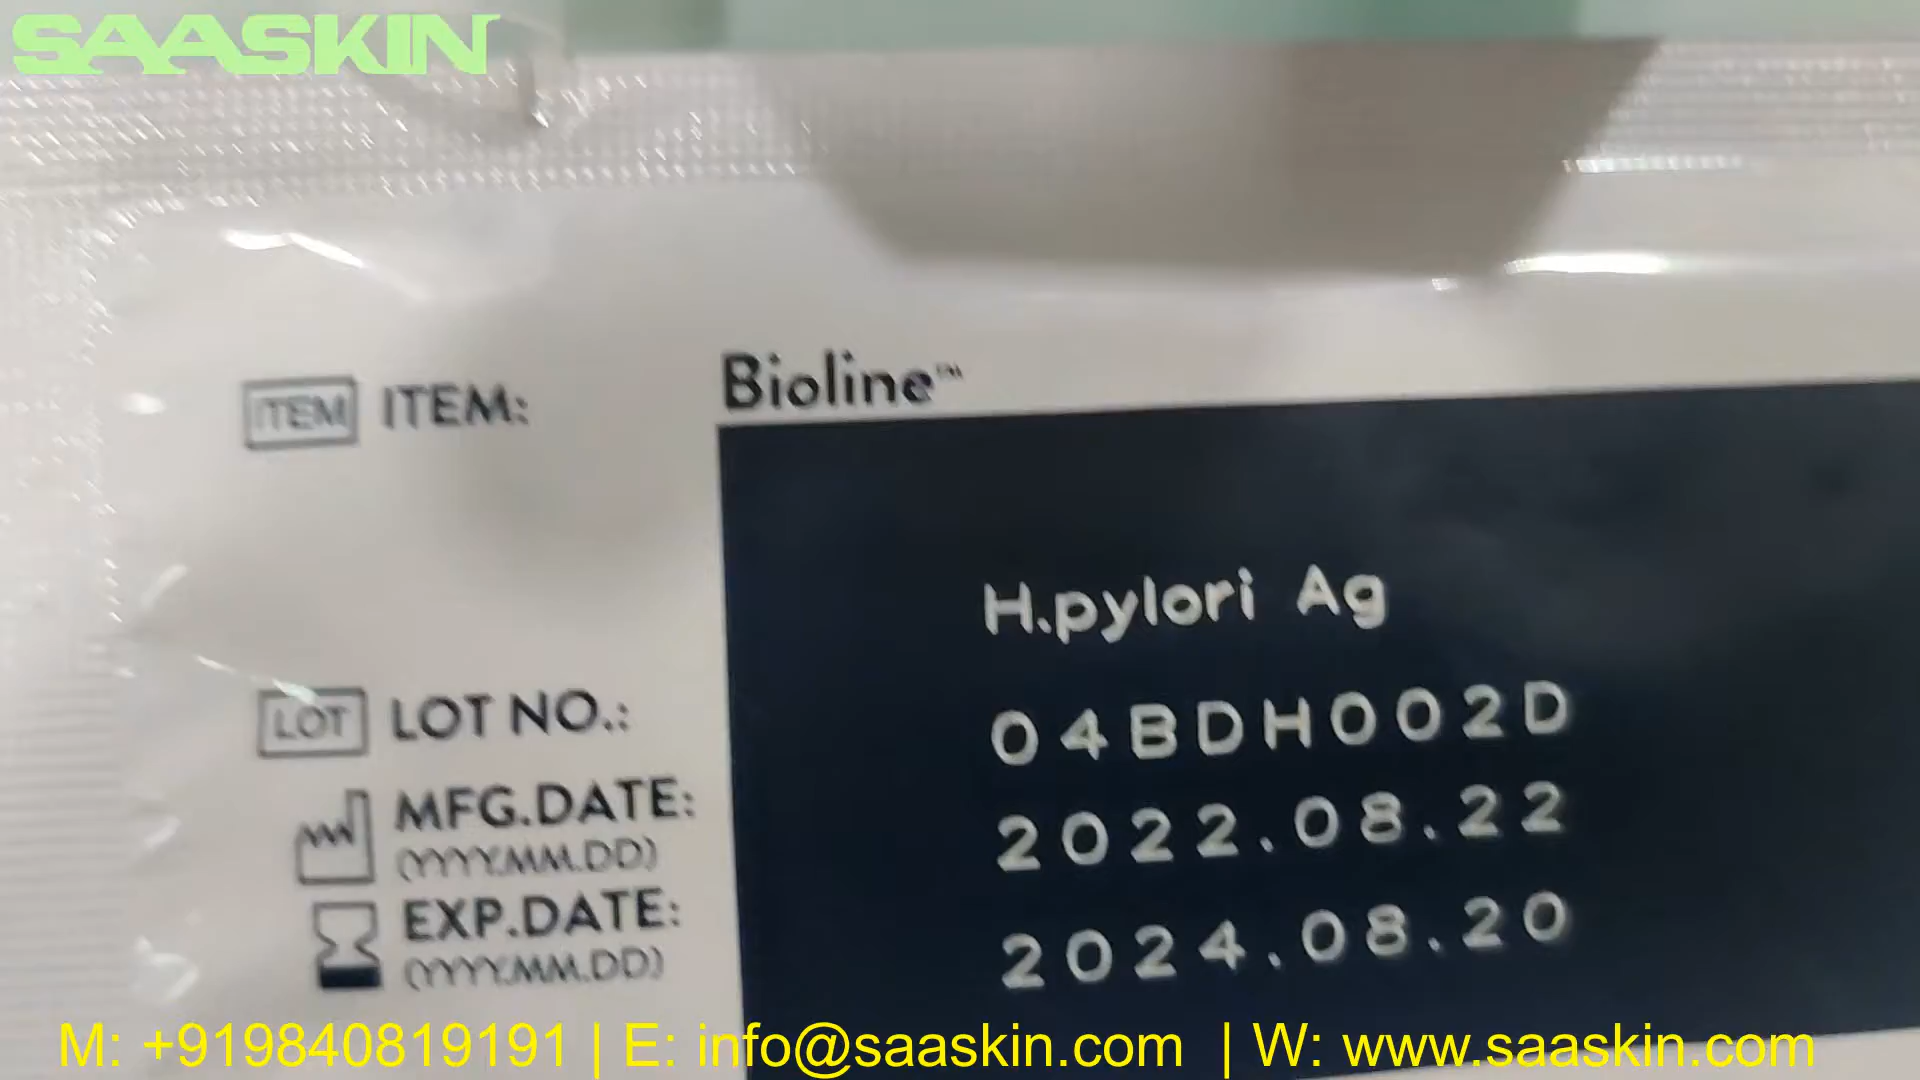 SAASKIN
Bioline™
ITEM ITEM:
H.pylori Ag
LOT LOT NO.: 04BDH002D
MFG.DATE: 2022.08.22
(YYYY.MM.DD)
EXP.DATE: 2024.08.20
(YYYY.MM.DD)
M: +919840819191 | E: info@saaskin.com | W: www.saaskin.com